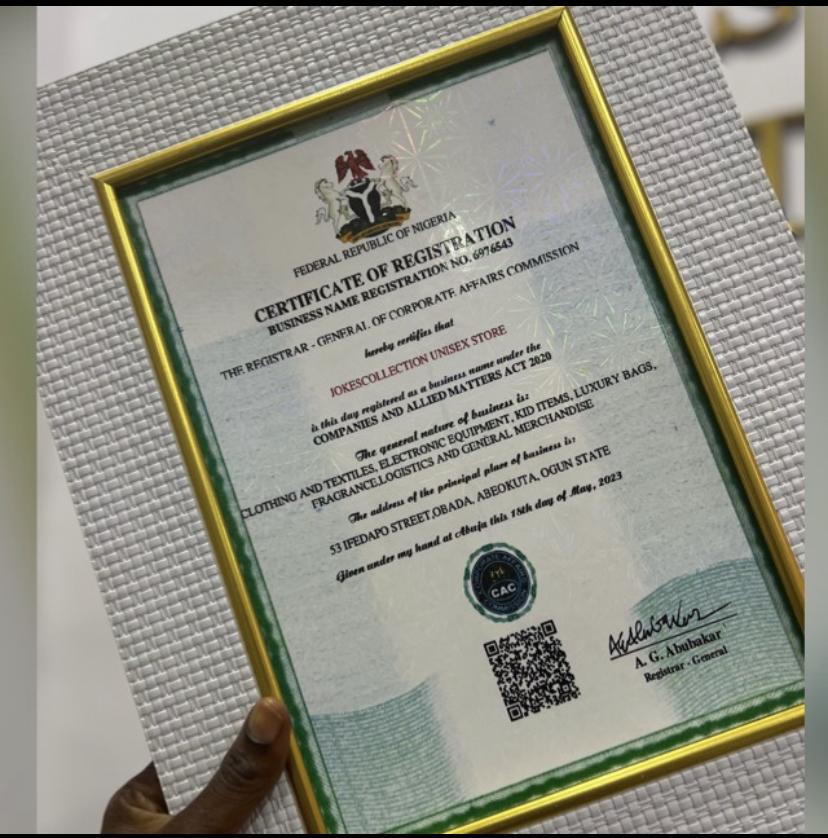 FEDERAL REPUBLIC OF NIGERIA
CERTIFICATE OF REGISTRATION
BUSINESS NAME REGISTRATION NO. 6976543
THE REGISTRAR - GENERAL OF CORPORATE AFFAIRS COMMISSION
hereby certifies that
JOKESCOLLECTION UNISEX STORE
is this day registered as a business name under the
COMPANIES AND ALLIED MATTERS ACT 2020
The general nature of business is:
CLOTHING AND TEXTILES, ELECTRONIC EQUIPMENT, KID ITEMS, LUXURY BAGS,
FRAGRANCE,LOGISTICS AND GENERAL MERCHANDISE
The address of the principal place of business is:
53 IFEDAPO STREET,OBADA, ABEOKUTA, OGUN STATE
Given under my hand at Abuja this 18th day of May, 2023
CAC
A. G. Abubakar
Registrar - General